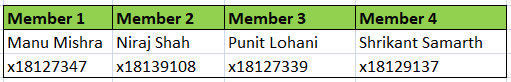 Member 1 Member 2 Member 3 Member 4
Manu Mishra Niraj Shah Punit Lohani Shrikant Samarth
x18127347 x18139108 x18127339 x18129137